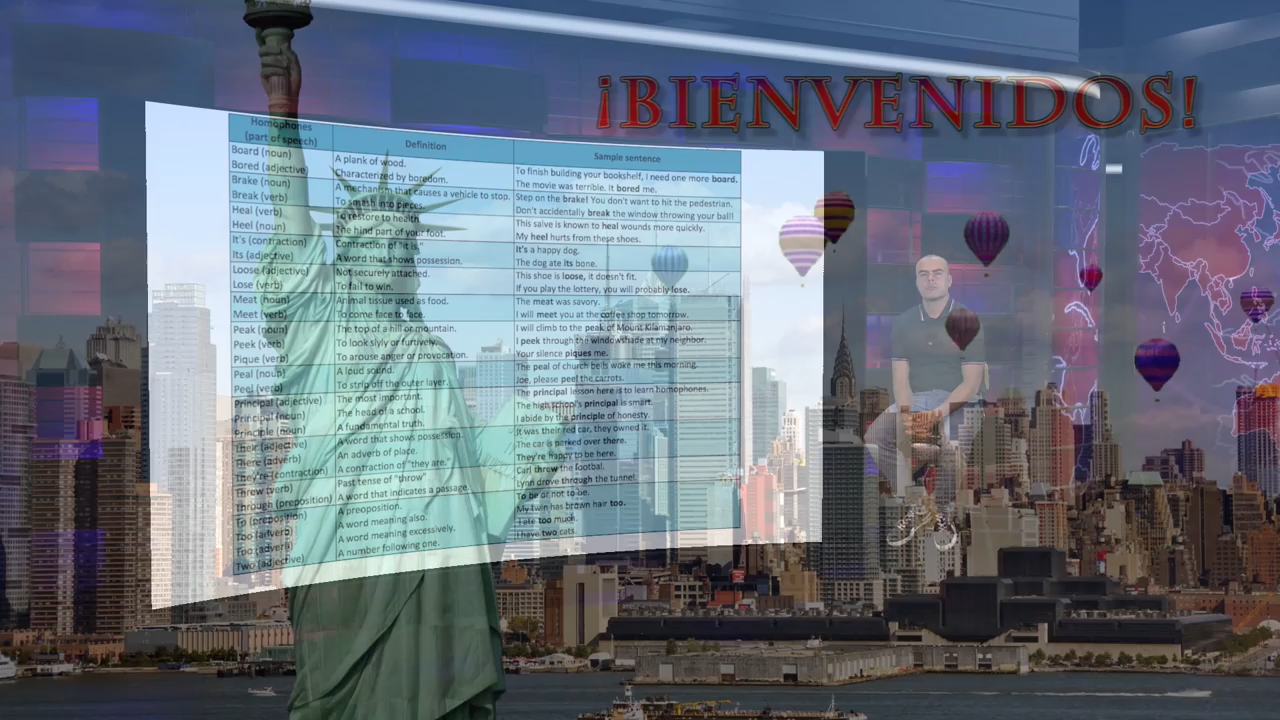 ¡BIENVENIDOS!
Homophones (part of speech) Definition Sample sentence
Board (noun) A plank of wood. To finish building your bookshelf, I need one more board.
Bored (adjective) Characterized by boredom. The movie was terrible. It bored me.
Brake (noun) A mechanism that causes a vehicle to stop. Step on the brake! You don't want to hit the pedestrian.
Break (verb) To smash into pieces. Don't accidentally break the window throwing your ball!
Heal (verb) To restore to health. This salve is known to heal wounds more quickly.
Heel (noun) The hind part of your foot. My heel hurts from these shoes.
It's (contraction) Contraction of "it is." It's a happy dog.
Its (adjective) A word that shows possession. The dog ate its bone.
Loose (adjective) Not securely attached. This shoe is loose, it doesn't fit.
Lose (verb) To fail to win. If you play the lottery, you will probably lose.
Meat (noun) Animal tissue used as food. The meat was savory.
Meet (verb) To come face to face. I will meet you at the coffee shop tomorrow.
Peak (noun) The top of a hill or mountain. I will climb to the peak of Mount Kilamanjaro.
Peek (verb) To look slyly or furtively. I peek through the windowshade at my neighbor.
Pique (verb) To arouse anger or provocation. Your silence piques me.
Peal (noun) A loud sound. The peal of church bells woke me this morning.
Peel (verb) To strip off the outer layer. Joe, please peel the carrots.
Principal (adjective) The most important. The principal lesson here is to learn homophones.
Principal (noun) The head of a school. The high school's principal is smart.
Principle (noun) A fundamental truth. I abide by the principle of honesty.
Their (adjective) A word that shows possession. It was their red car, they owned it.
There (adverb) An adverb of place. The car is parked over there.
They're (contraction) A contraction of "they are." They're happy to be here.
Threw (verb) Past tense of "throw" Carl threw the footbal.
Through (preposition) A word that indicates a passage. Lynn drove through the tunnel.
To (preposition) A preoposition. To be or not to be.
Too (adverb) A word meaning also. My twin has brown hair too.
Too (adverb) A word meaning excessively. I ate too much.
Two (adjective) A number following one. I have two cats